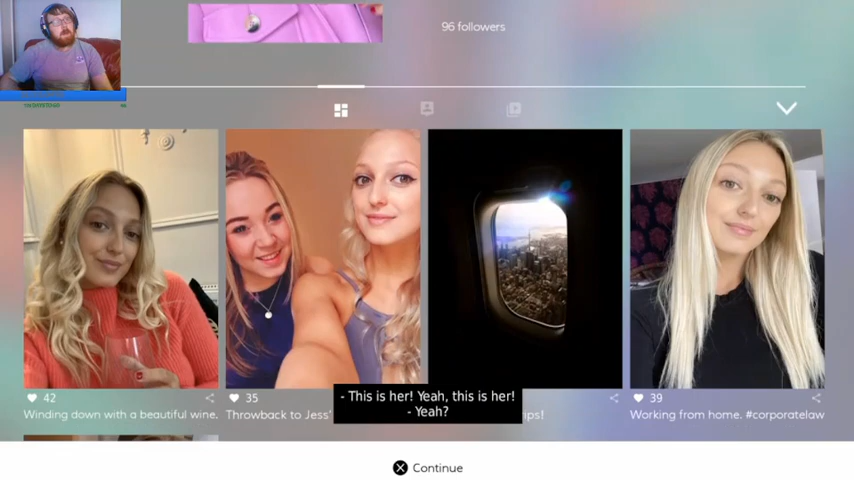 96 followers
42
35
39
Winding down with a beautiful wine.
Throwback to Jess'
rips!
Working from home. #corporatelaw
- This is her! Yeah, this is her!
- Yeah?
Continue